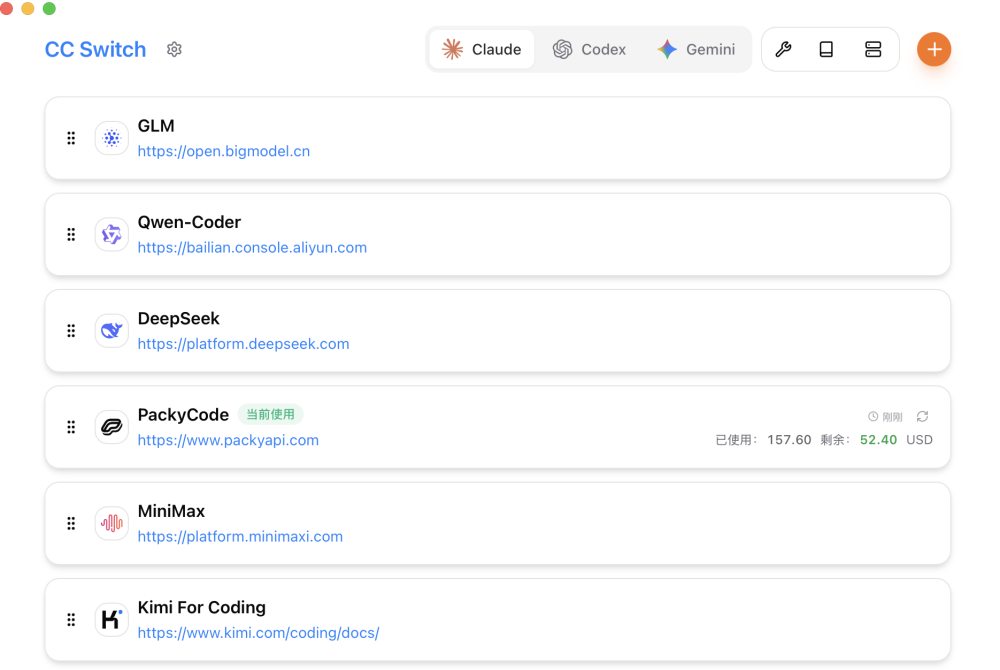 CC Switch
Claude
Codex
Gemini
GLM
https://open.bigmodel.cn
Qwen-Coder
https://bailian.console.aliyun.com
DeepSeek
https://platform.deepseek.com
PackyCode 当前使用
刚刚
https://www.packyapi.com
已使用: 157.60 剩余: 52.40 USD
MiniMax
https://platform.minimaxi.com
Kimi For Coding
https://www.kimi.com/coding/docs/